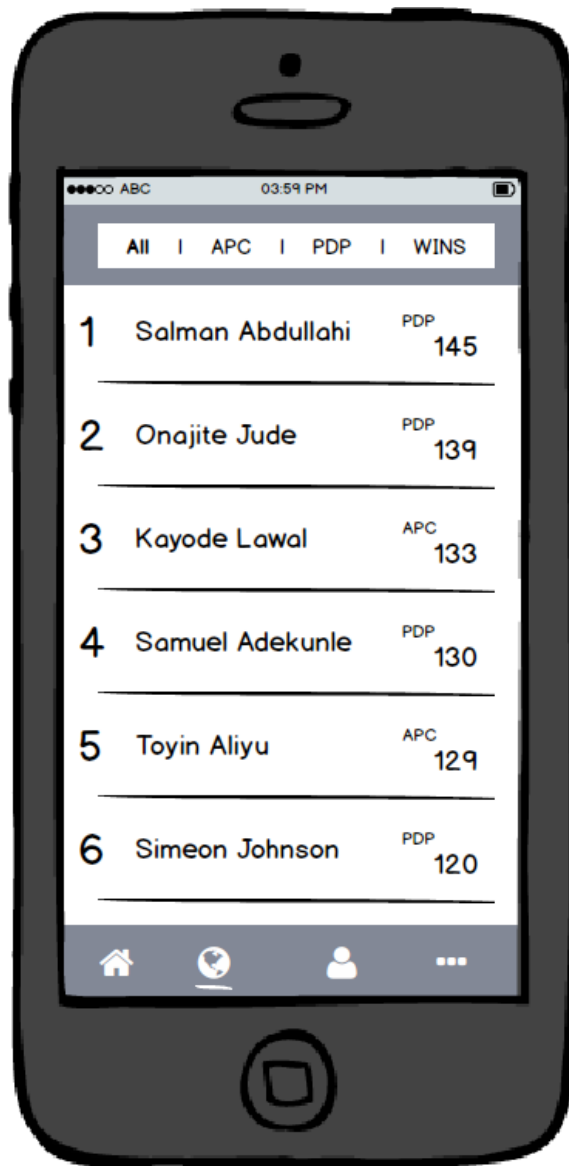 ABC 03:59 PM
All | APC | PDP | WINS
1 Salman Abdullahi PDP 145
2 Onajite Jude PDP 139
3 Kayode Lawal APC 133
4 Samuel Adekunle PDP 130
5 Toyin Aliyu APC 129
6 Simeon Johnson PDP 120